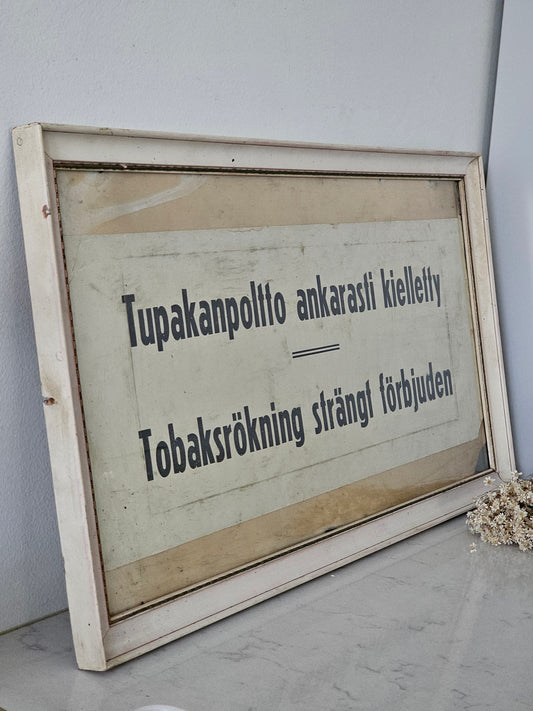 Tupakanpoltto ankarasti kielletty
Tobaksrökning strängt förbjuden